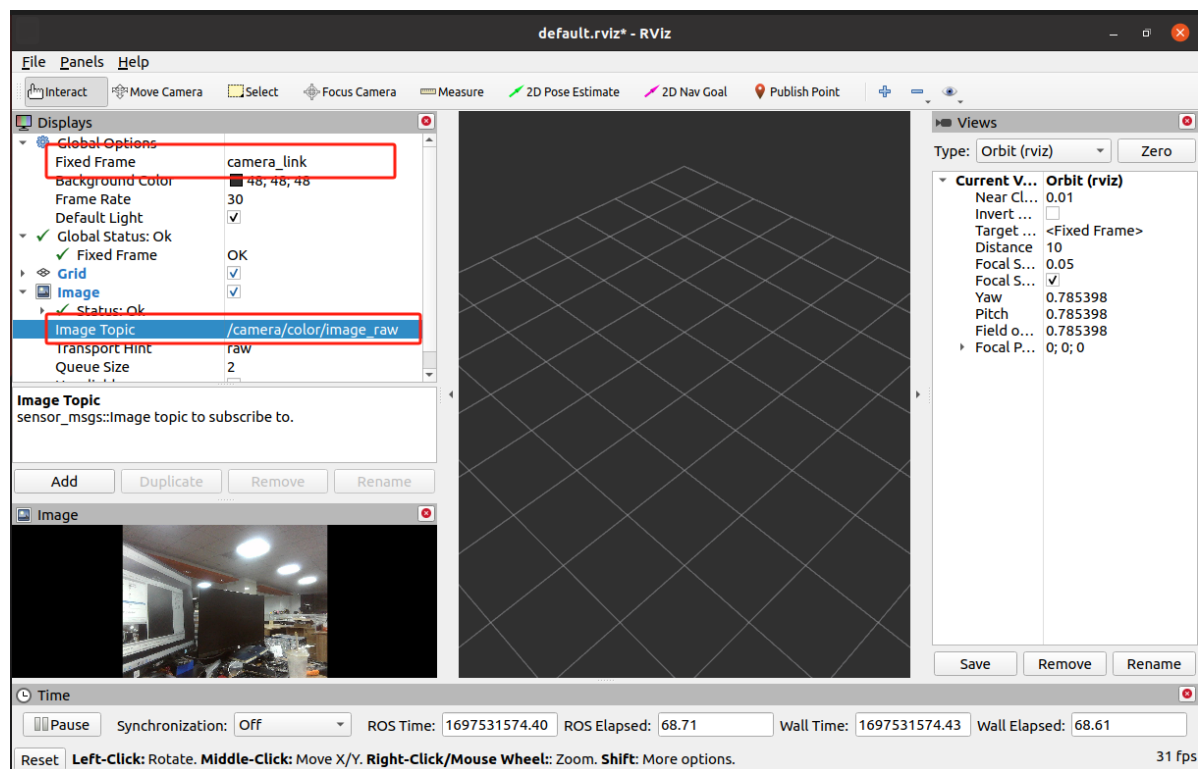 default.rviz* - RViz
File Panels Help
Interact Move Camera Select Focus Camera Measure 2D Pose Estimate 2D Nav Goal Publish Point
Displays
Global Options
Fixed Frame camera_link
Background Color 48; 48; 48
Frame Rate 30
Default Light
Global Status: Ok
Fixed Frame OK
Grid
Image
Status: Ok
Image Topic /camera/color/image_raw
Transport Hint raw
Queue Size 2
Image Topic
sensor_msgs::Image topic to subscribe to.
Add Duplicate Remove Rename
Image
Views
Type: Orbit (rviz) Zero
Current V... Orbit (rviz)
Near Cl... 0.01
Invert ...
Target ... <Fixed Frame>
Distance 10
Focal S... 0.05
Focal S...
Yaw 0.785398
Pitch 0.785398
Field o... 0.785398
Focal P... 0; 0; 0
Save Remove Rename
Time
Pause Synchronization: Off ROS Time: 1697531574.40 ROS Elapsed: 68.71 Wall Time: 1697531574.43 Wall Elapsed: 68.61
Reset Left-Click: Rotate. Middle-Click: Move X/Y. Right-Click/Mouse Wheel:: Zoom. Shift: More options. 31 fps